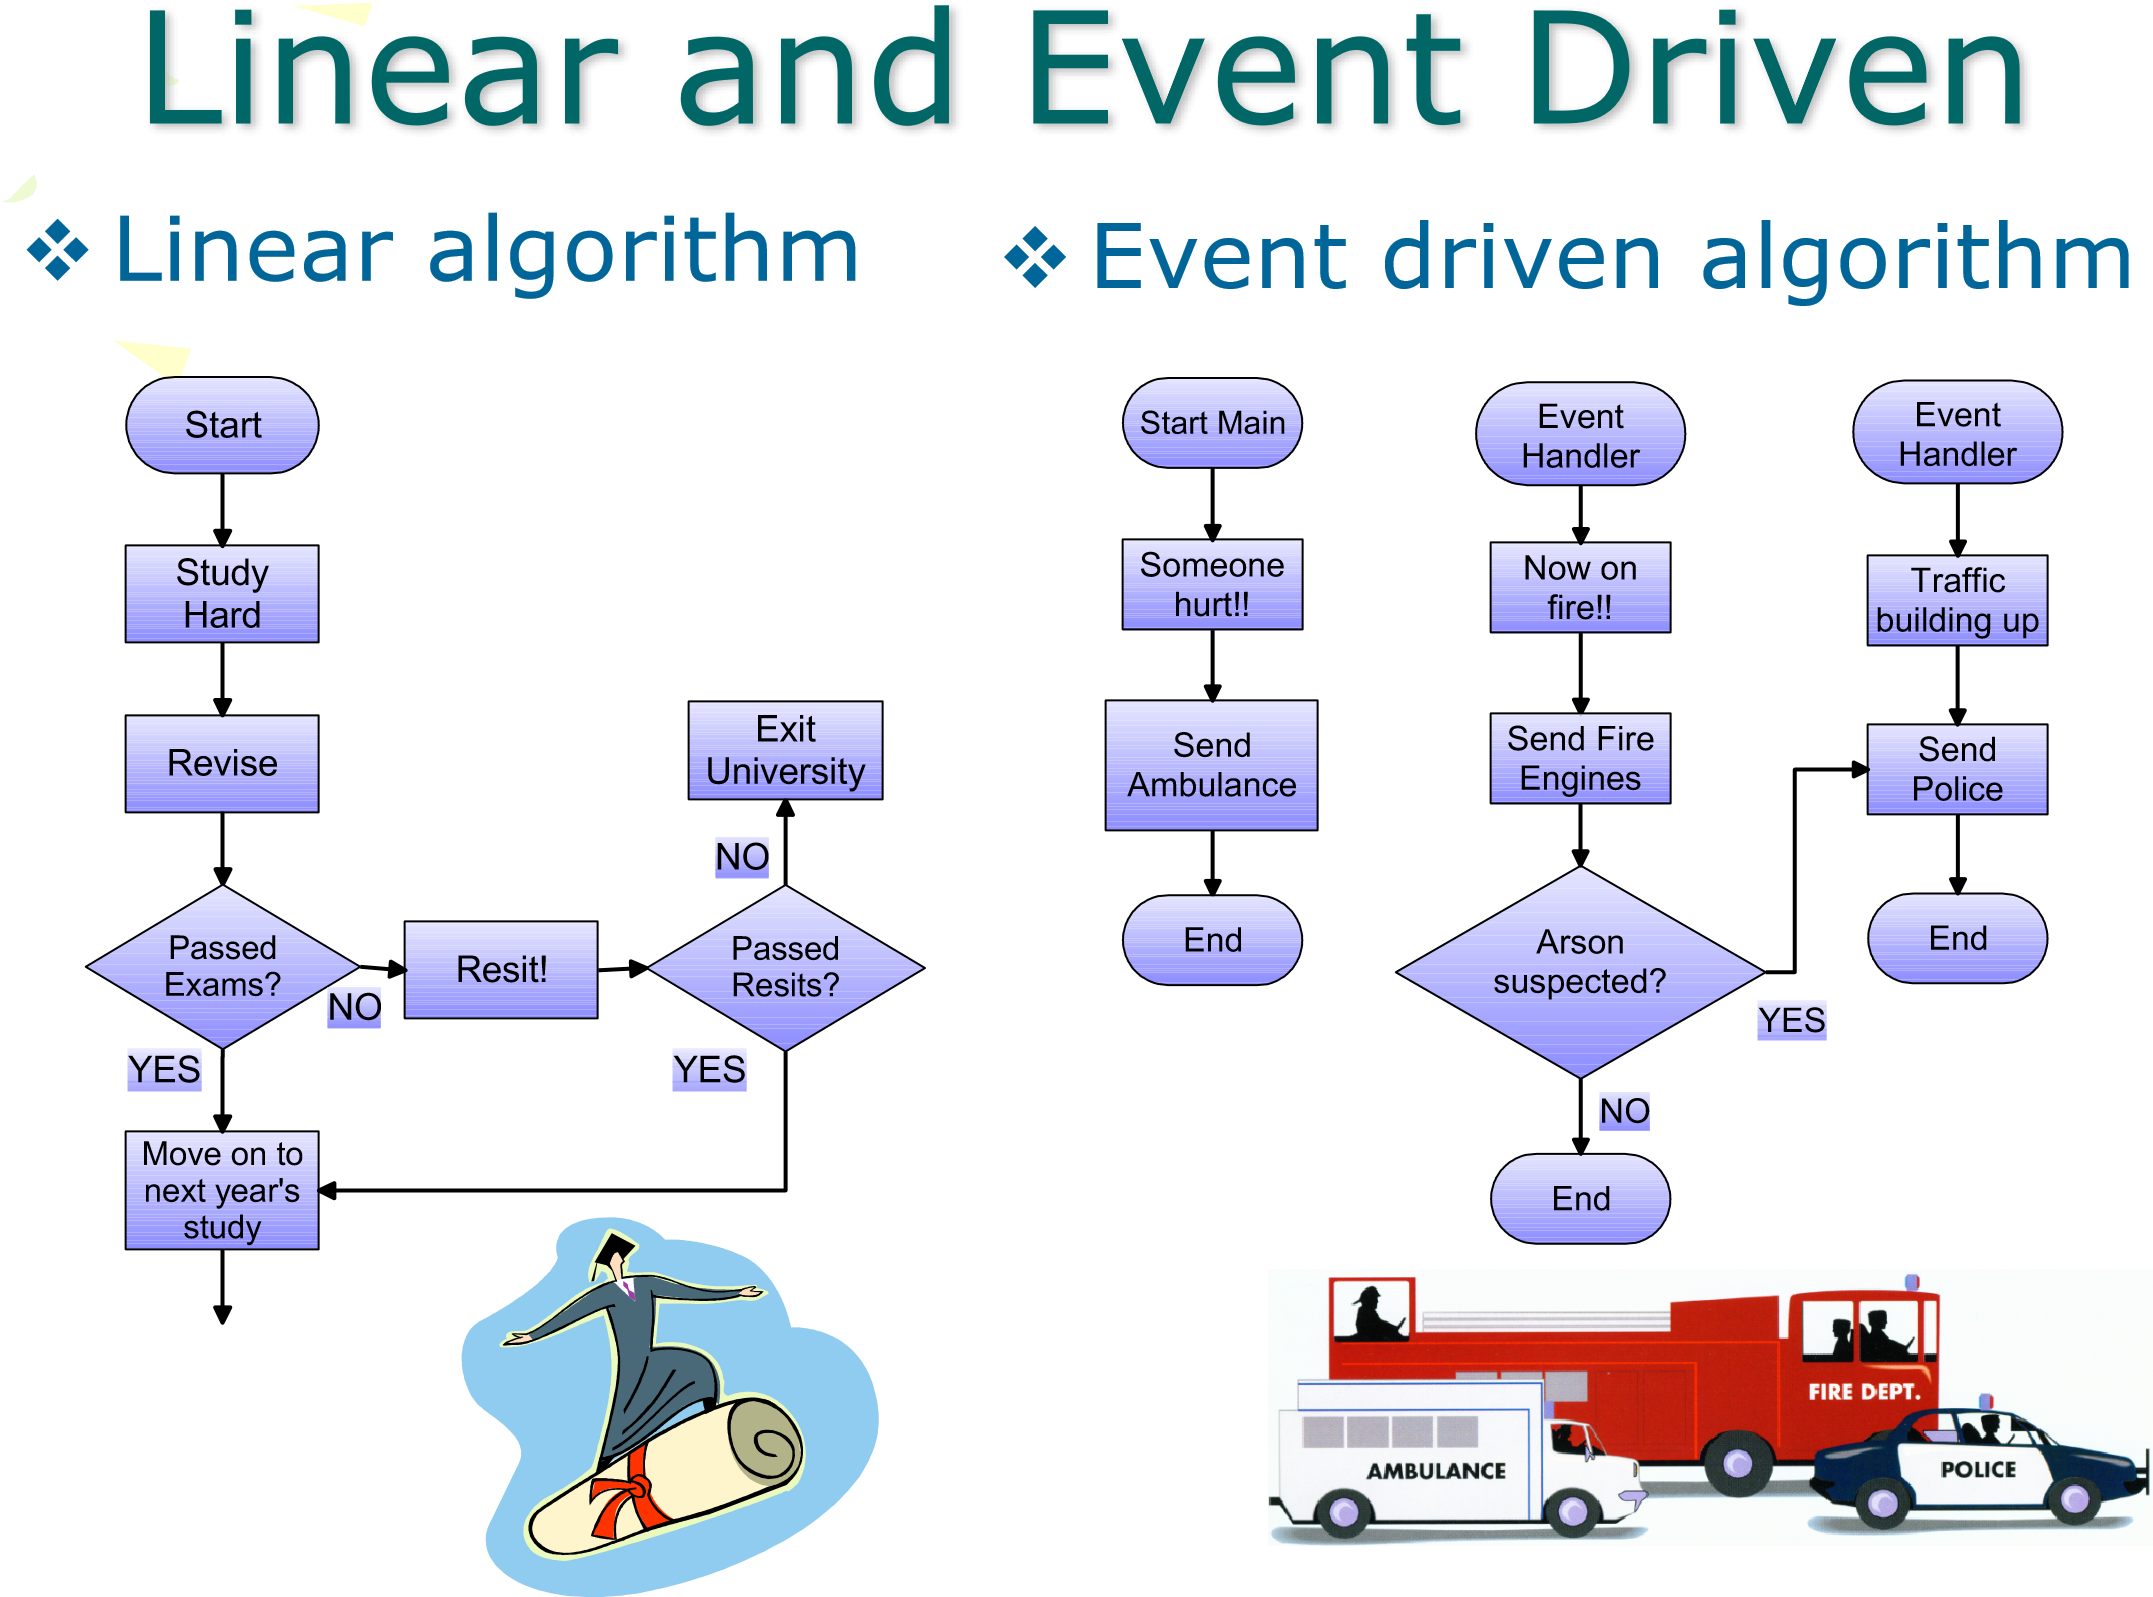 Linear and Event Driven
❖ Linear algorithm
Start
Study
Hard
Revise
Passed
Exams?
NO
Resit!
Passed
Resits?
NO
Exit
University
YES
YES
Move on to
next year's
study
❖ Event driven algorithm
Start Main
Someone
hurt!!
Send
Ambulance
End
Event
Handler
Now on
fire!!
Send Fire
Engines
Arson
suspected?
YES
NO
End
Event
Handler
Traffic
building up
Send
Police
End
FIRE DEPT.
AMBULANCE
POLICE